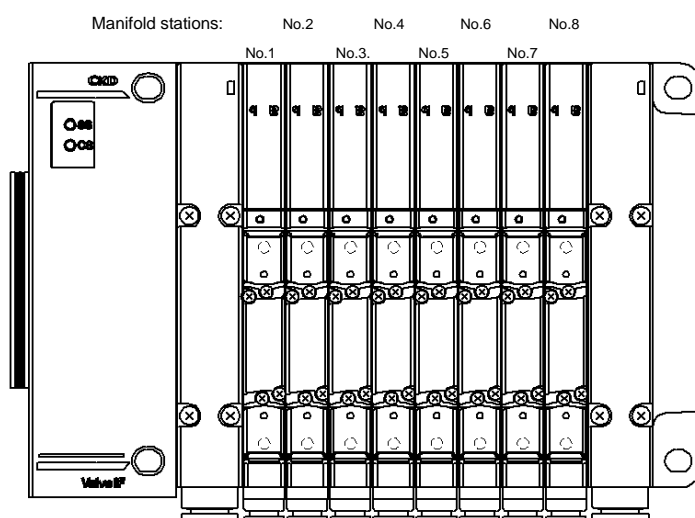 Manifold stations: No.2 No.4 No.6 No.8
No.1 No.3. No.5 No.7
CKD
SS
CS
Valve I/F